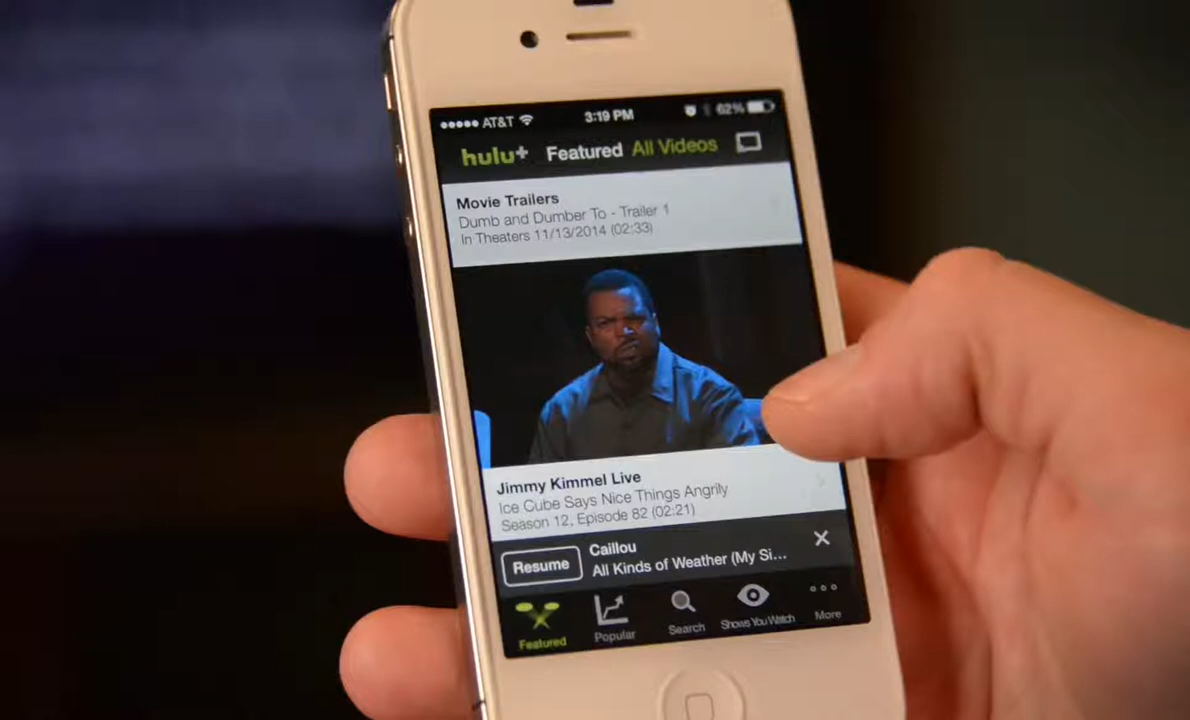 AT&T 3:19 PM 62%
hulu+ Featured All Videos
Movie Trailers
Dumb and Dumber To - Trailer 1
In Theaters 11/13/2014 (02:33)
Jimmy Kimmel Live
Ice Cube Says Nice Things Angrily
Season 12, Episode 82 (02:21)
Resume
Caillou
All Kinds of Weather (My Si...
Featured Popular Search Shows You Watch More